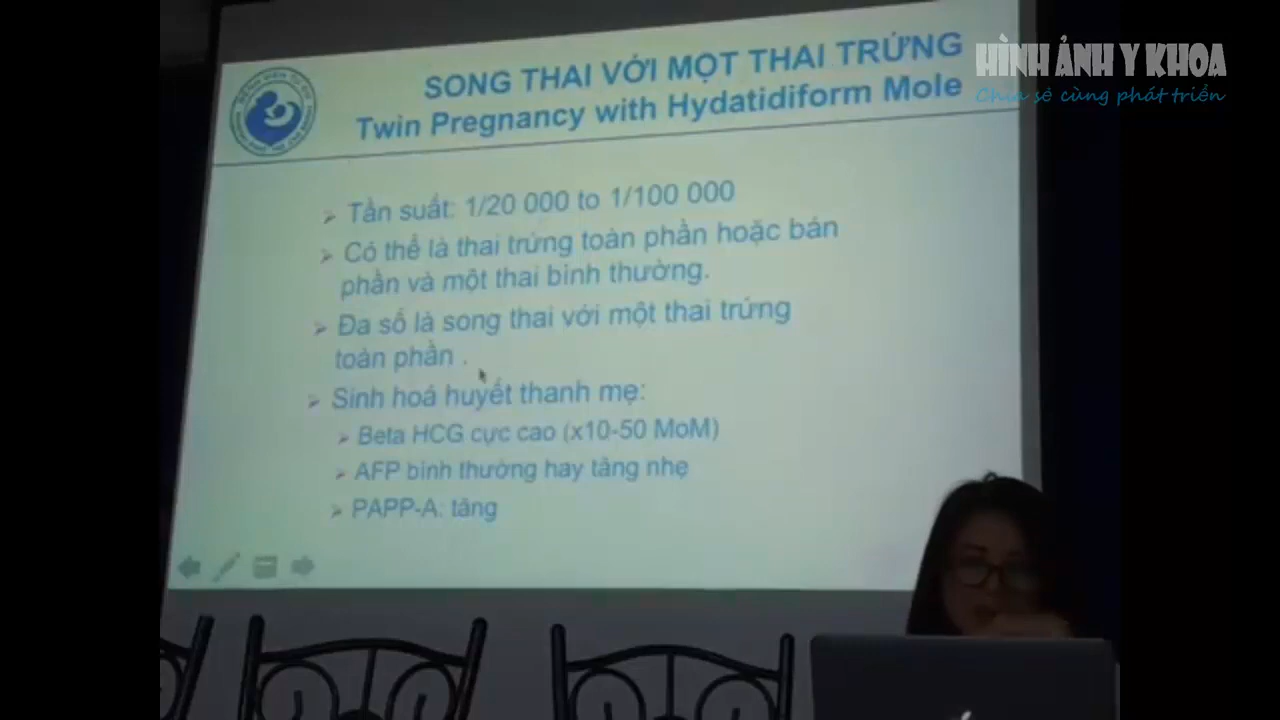 HÌNH ẢNH Y KHOA
Chia sẻ cùng phát triển
SONG THAI VỚI MỘT THAI TRỨNG
Twin Pregnancy with Hydatidiform Mole
Tần suất: 1/20 000 to 1/100 000
Có thể là thai trứng toàn phần hoặc bán
phần và một thai bình thường.
Đa số là song thai với một thai trứng
toàn phần .
Sinh hoá huyết thanh mẹ:
Beta HCG cực cao (x10-50 MoM)
AFP bình thường hay tăng nhẹ
PAPP-A: tăng